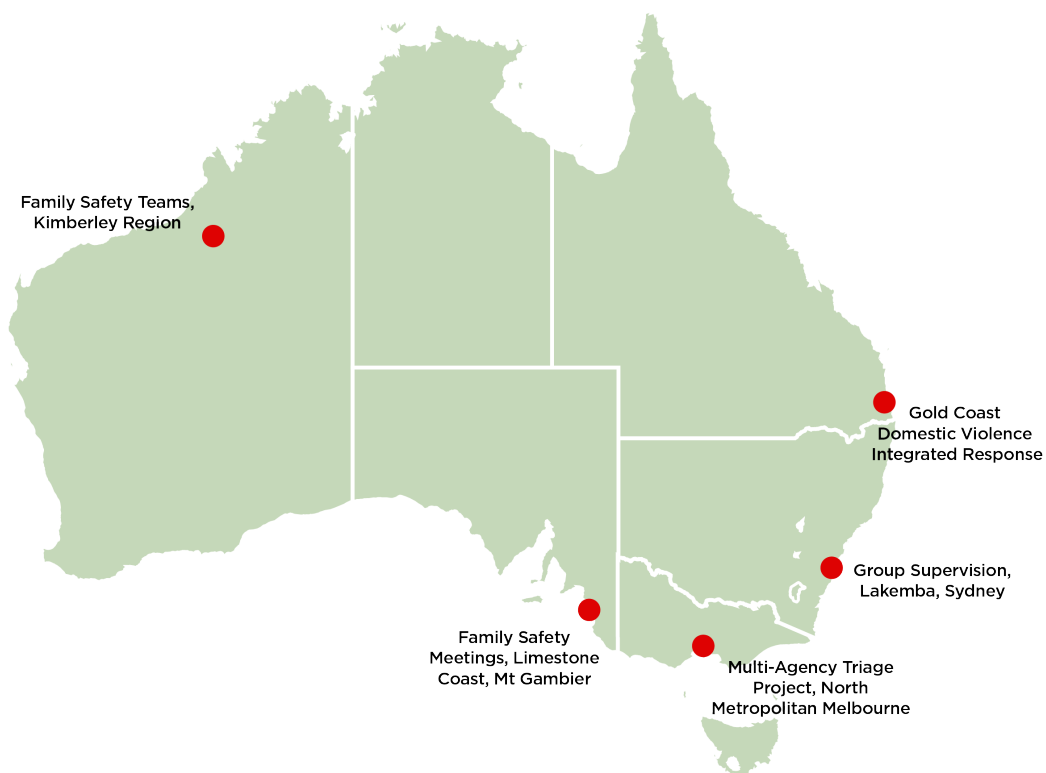 Family Safety Teams,
Kimberley Region
Gold Coast
Domestic Violence
Integrated Response
Group Supervision,
Lakemba, Sydney
Family Safety
Meetings, Limestone
Coast, Mt Gambier
Multi-Agency Triage
Project, North
Metropolitan Melbourne